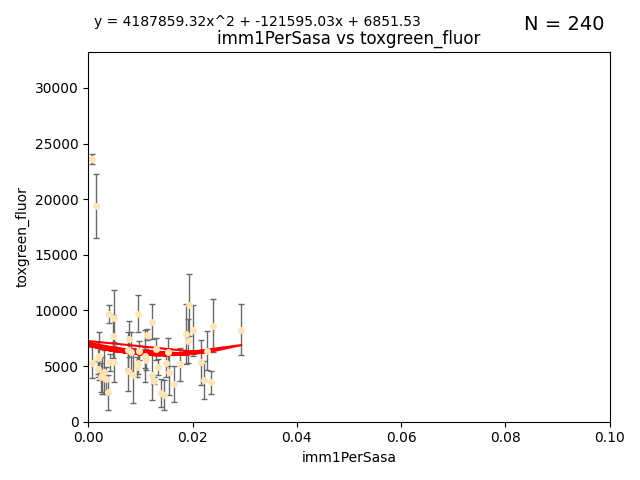 y = 4187859.32x^2 + -121595.03x + 6851.53
N = 240
imm1PerSasa vs toxgreen_fluor
toxgreen_fluor
30000
25000
20000
15000
10000
5000
0
0.00 0.02 0.04 0.06 0.08 0.10
imm1PerSasa